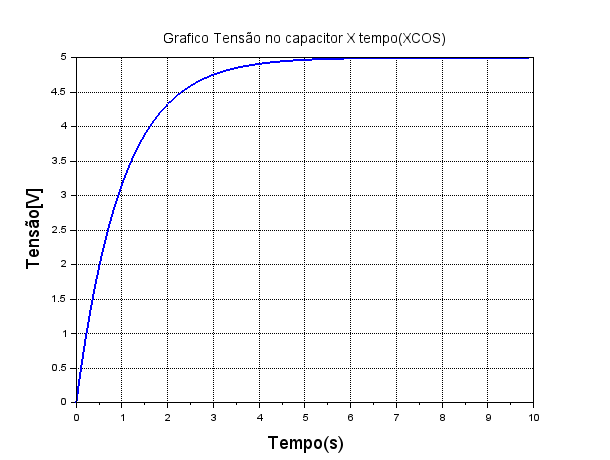 Grafico Tensão no capacitor X tempo(XCOS)
5
4.5
4
3.5
3
2.5
2
1.5
1
0.5
0
Tensão[V]
0 1 2 3 4 5 6 7 8 9 10
Tempo(s)